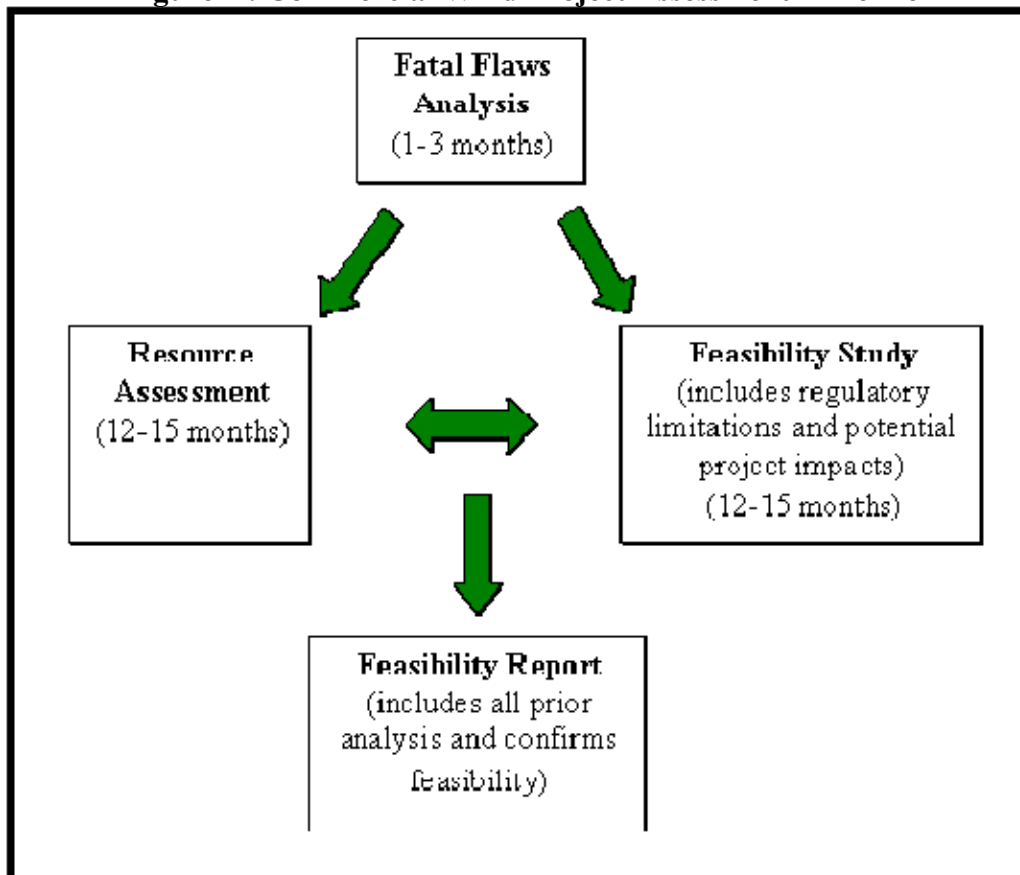 Fatal Flaws
Analysis
(1-3 months)
Resource
Assessment
(12-15 months)
Feasibility Study
(includes regulatory
limitations and potential
project impacts)
(12-15 months)
Feasibility Report
(includes all prior
analysis and confirms
feasibility)